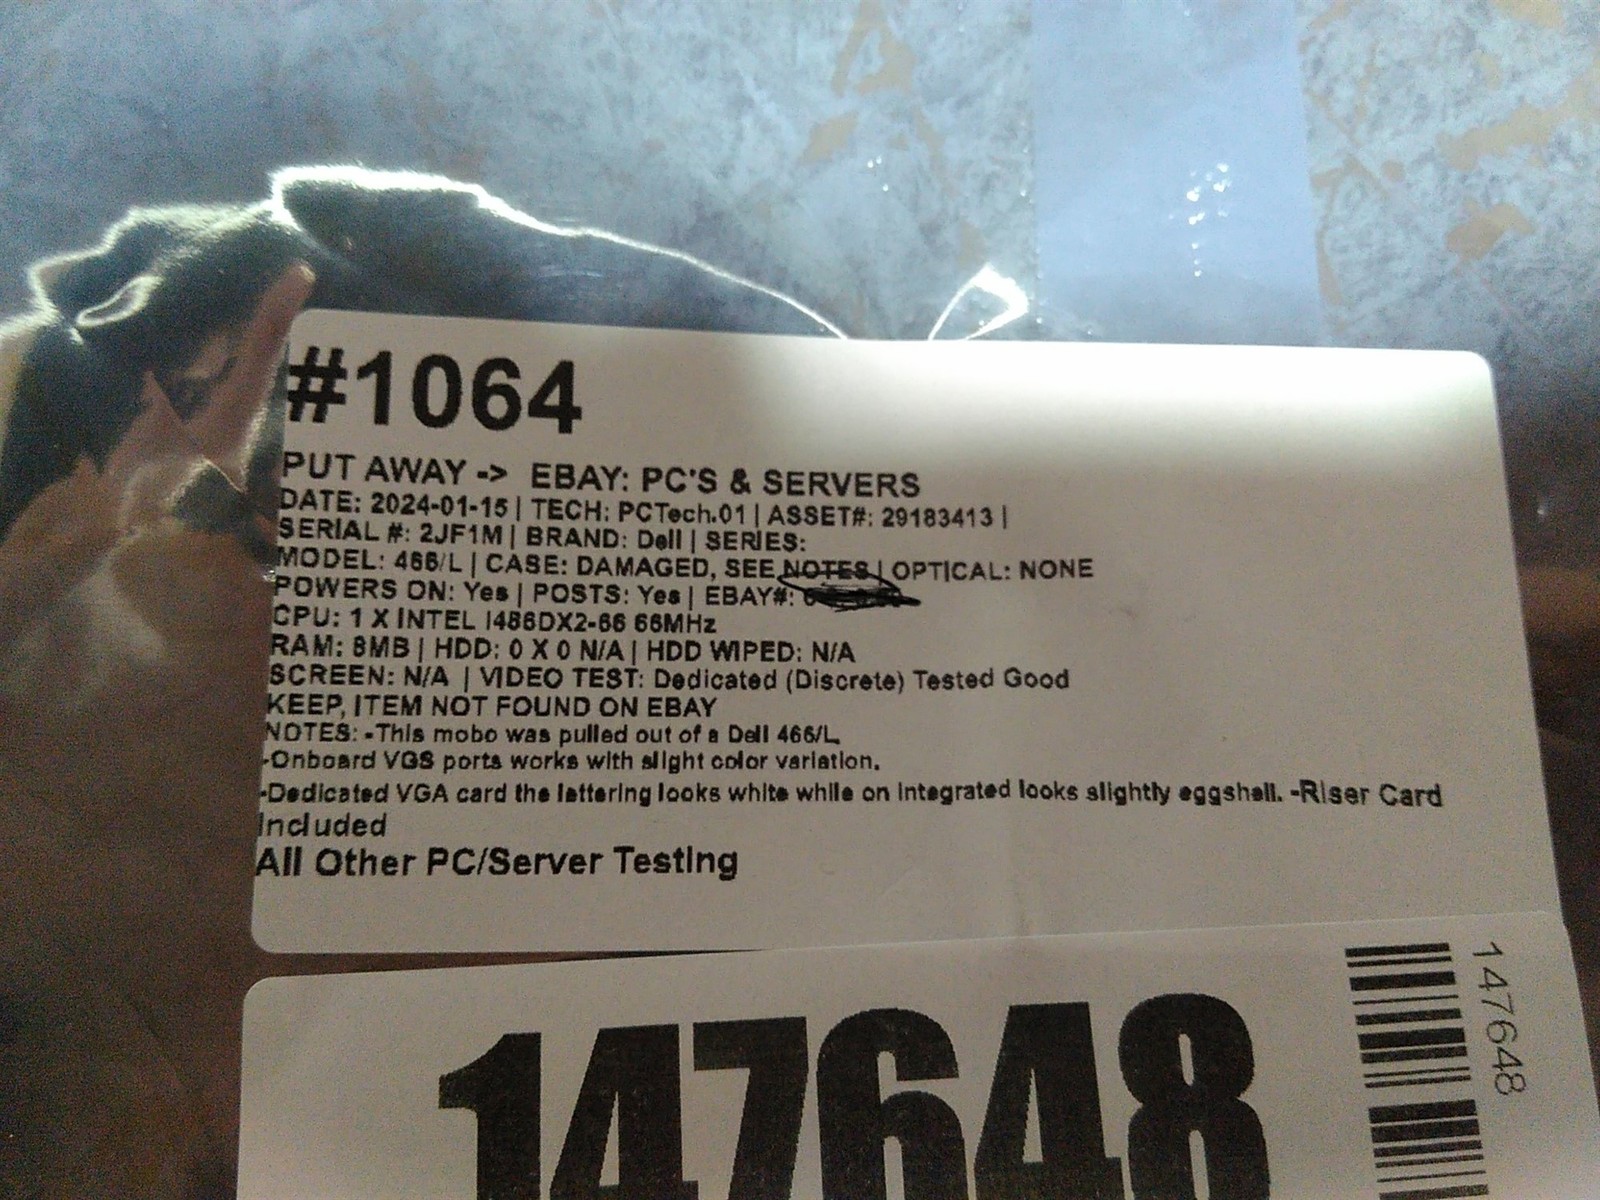 #1064
PUT AWAY -> EBAY: PC'S & SERVERS
DATE: 2024-01-15 | TECH: PCTech.01 | ASSET#: 29183413 |
SERIAL #: 2JF1M | BRAND: Dell | SERIES:
MODEL: 466/L | CASE: DAMAGED, SEE NOTES | OPTICAL: NONE
POWERS ON: Yes | POSTS: Yes | EBAY#:
CPU: 1 X INTEL I486DX2-66 66MHz
RAM: 8MB | HDD: 0 X 0 N/A | HDD WIPED: N/A
SCREEN: N/A | VIDEO TEST: Dedicated (Discrete) Tested Good
KEEP, ITEM NOT FOUND ON EBAY
NOTES: -This mobo was pulled out of a Dell 466/L.
-Onboard VGS ports works with slight color variation.
-Dedicated VGA card the lettering looks white while on integrated looks slightly eggshell. -Riser Card
Included
All Other PC/Server Testing
147648
147648